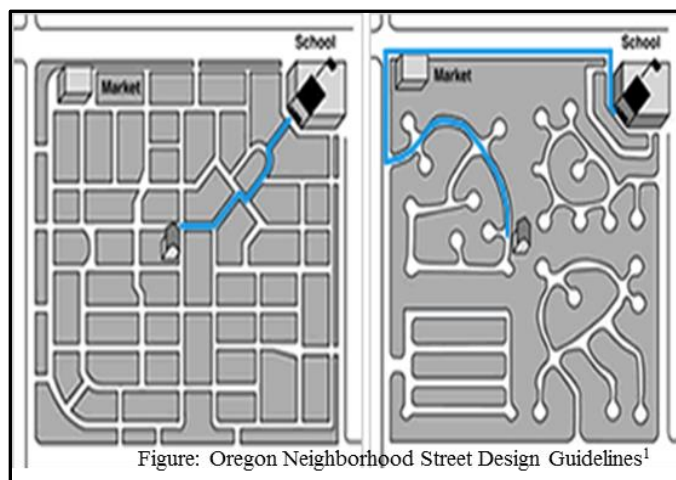 School
Market
School
Market
Figure: Oregon Neighborhood Street Design Guidelines1